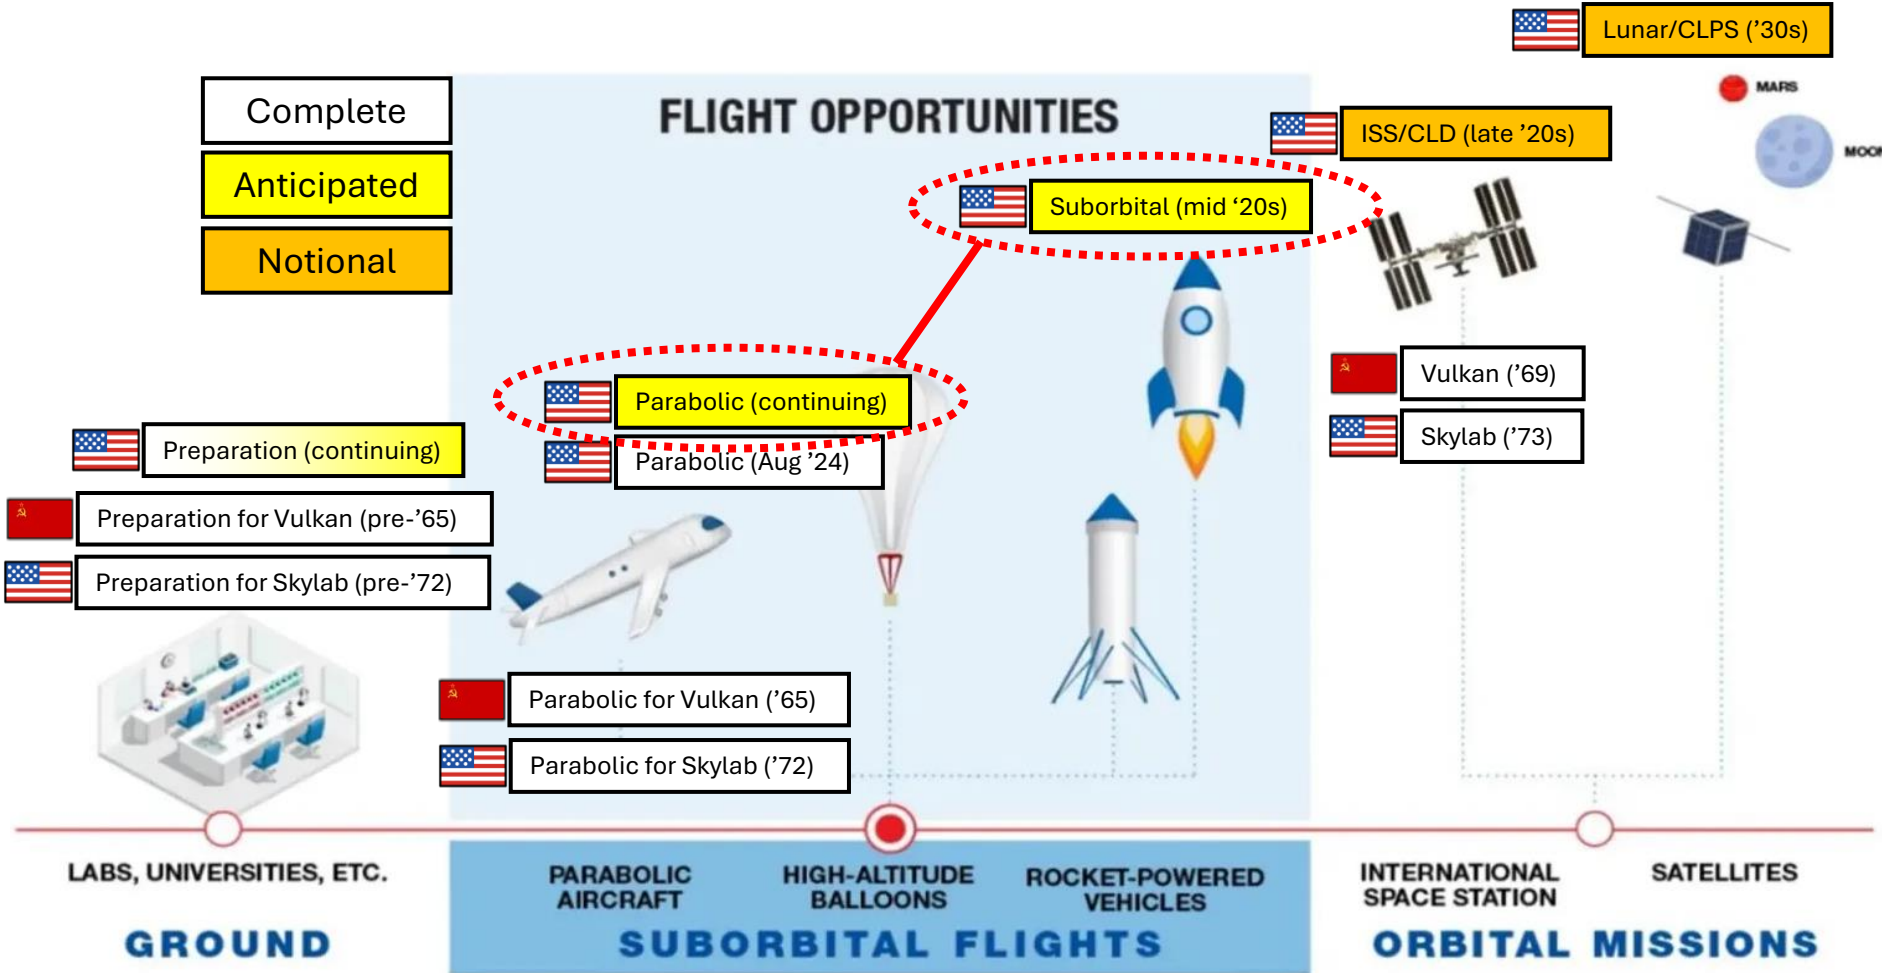 Lunar/CLPS (’30s)
MARS
Complete
FLIGHT OPPORTUNITIES
ISS/CLD (late ’20s)
MOON
Anticipated
Suborbital (mid ‘20s)
Notional
Vulkan (’69)
Parabolic (continuing)
Skylab (’73)
Preparation (continuing)
Parabolic (Aug ’24)
Preparation for Vulkan (pre-’65)
Preparation for Skylab (pre-’72)
Parabolic for Vulkan (’65)
Parabolic for Skylab (’72)
LABS, UNIVERSITIES, ETC.
PARABOLIC
AIRCRAFT
HIGH-ALTITUDE
BALLOONS
ROCKET-POWERED
VEHICLES
INTERNATIONAL
SPACE STATION
SATELLITES
GROUND
SUBORBITAL FLIGHTS
ORBITAL MISSIONS